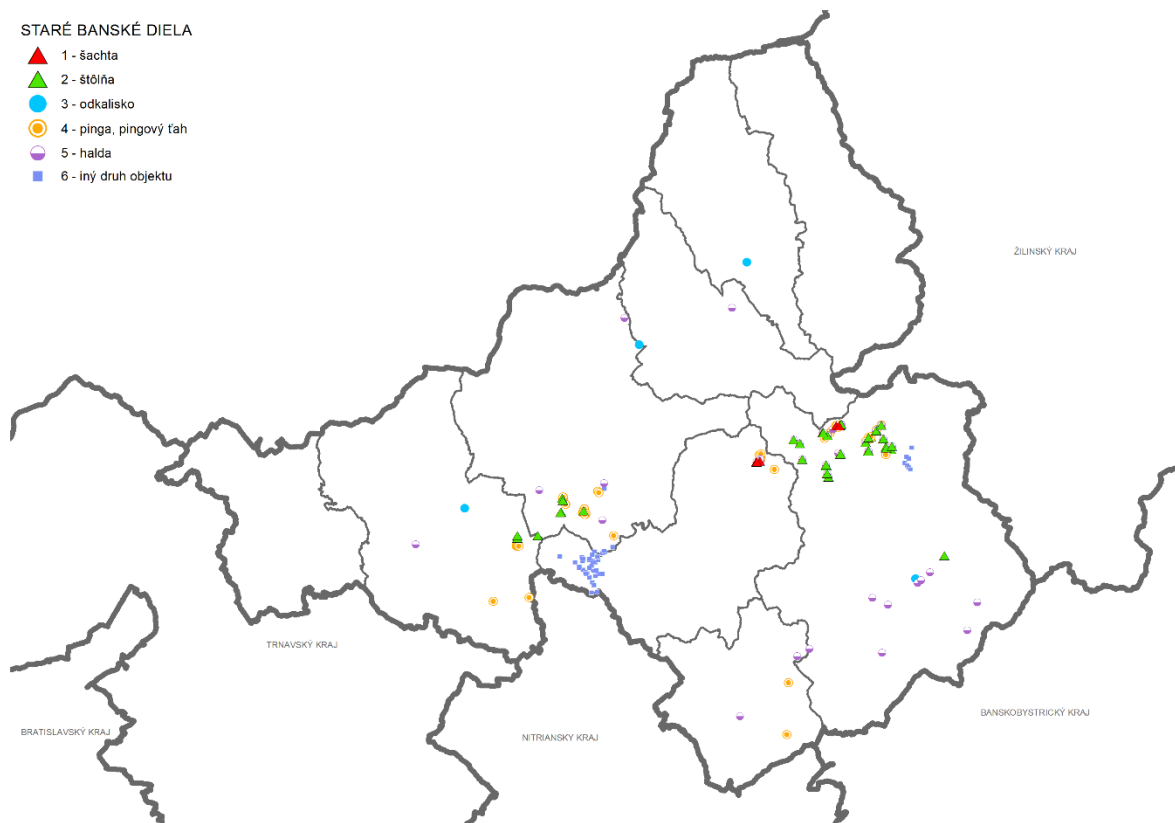 STARÉ BANSKÉ DIELA
1 - šachta
2 - štôlňa
3 - odkalisko
4 - pinga, pingový ťah
5 - halda
6 - iný druh objektu
ŽILINSKÝ KRAJ
TRNAVSKÝ KRAJ
BRATISLAVSKÝ KRAJ
NITRIANSKY KRAJ
BANSKOBYSTRICKÝ KRAJ